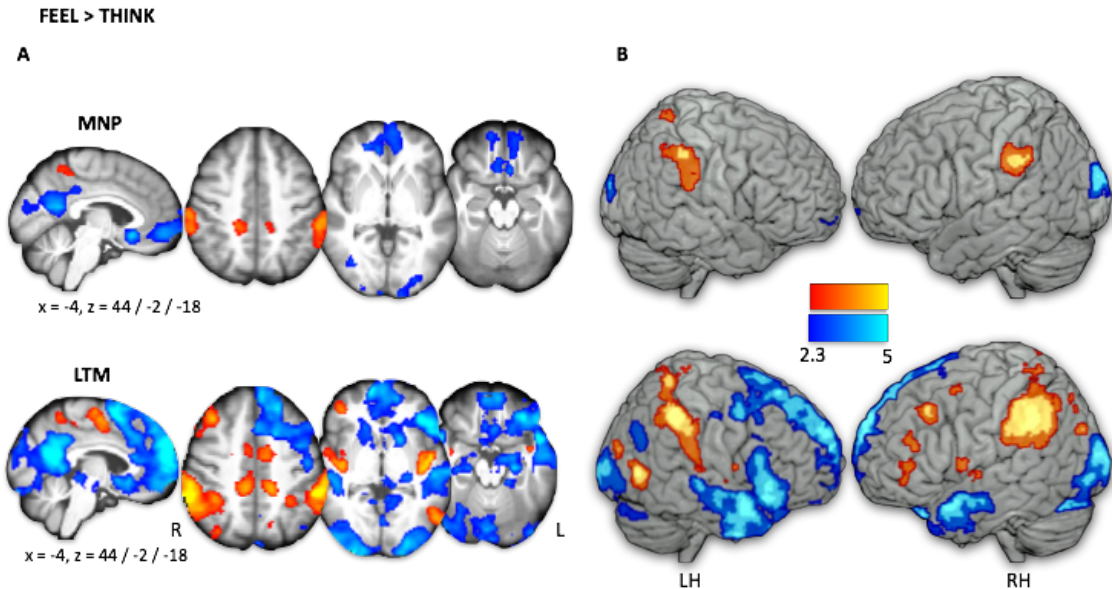 FEEL > THINK
A
B
MNP
x = -4, z = 44 / -2 / -18
2.3 5
LTM
R L
x = -4, z = 44 / -2 / -18
LH RH